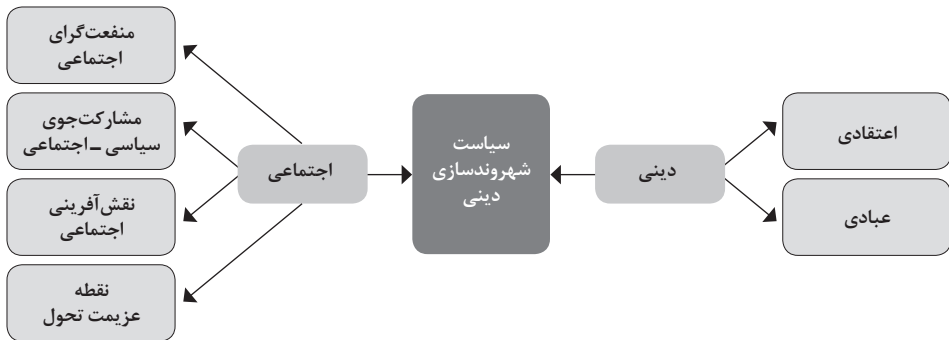 اعتقادی
عبادی
دینی
سیاست
شهروندسازی
دینی
اجتماعی
منفعت‌گرای
اجتماعی
مشارکت‌جوی
سیاسی ــ اجتماعی
نقش‌آفرینی
اجتماعی
نقطه
عزیمت تحول